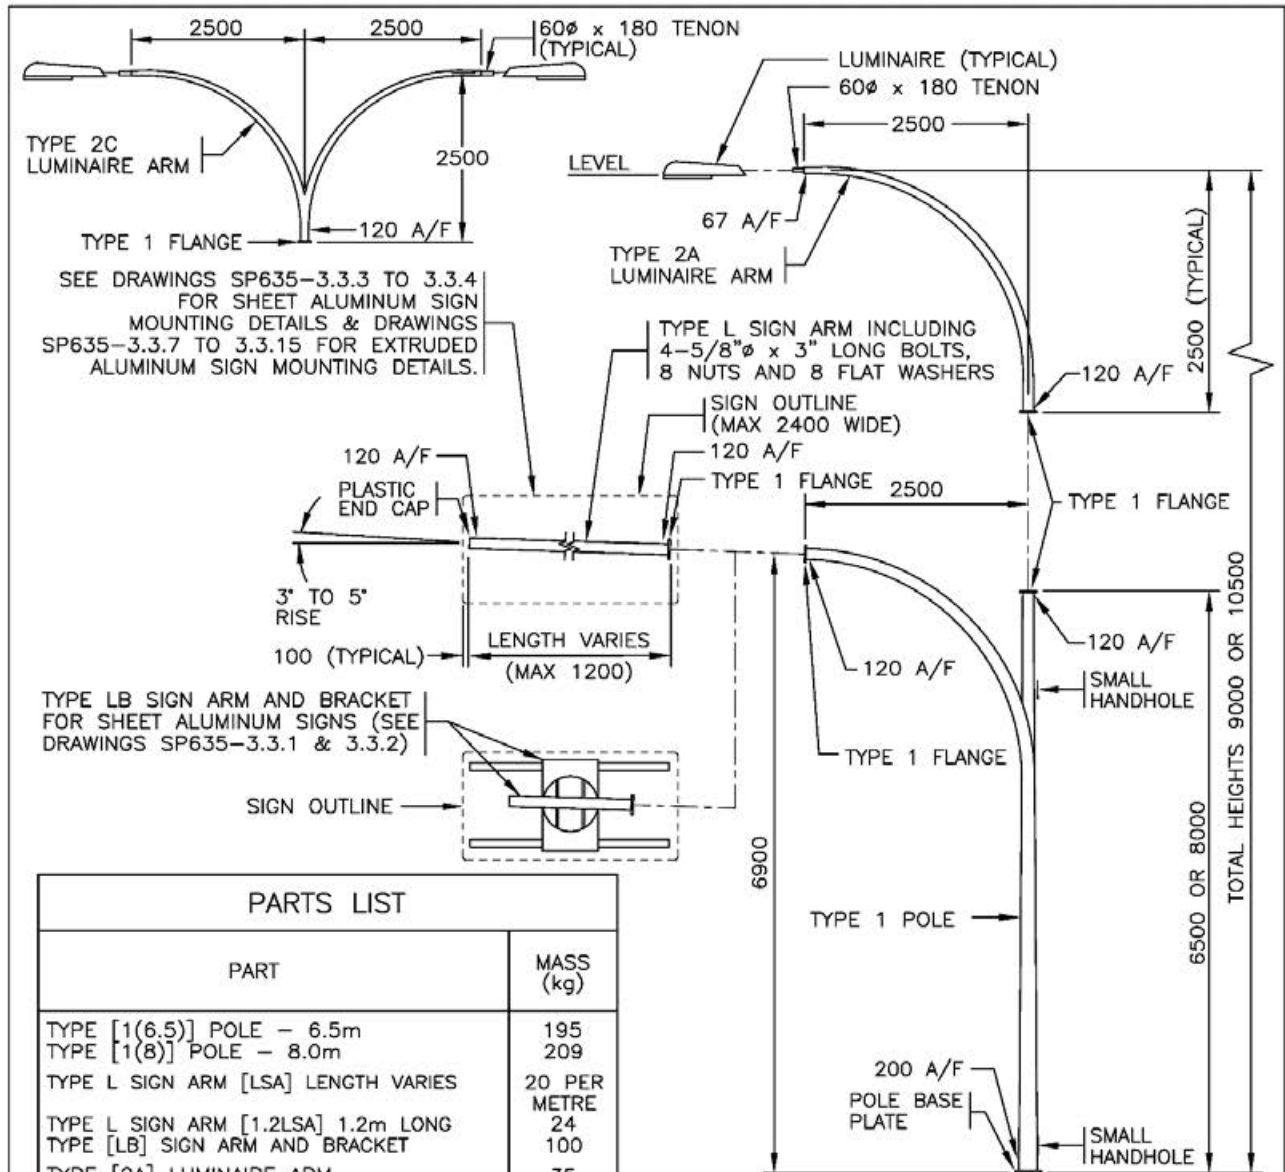 2500
2500
60ø x 180 TENON
(TYPICAL)
TYPE 2C
LUMINAIRE ARM
2500
120 A/F
TYPE 1 FLANGE
LUMINAIRE (TYPICAL)
60ø x 180 TENON
2500
LEVEL
67 A/F
TYPE 2A
LUMINAIRE ARM
2500 (TYPICAL)
120 A/F
SEE DRAWINGS SP635-3.3.3 TO 3.3.4
FOR SHEET ALUMINUM SIGN
MOUNTING DETAILS & DRAWINGS
SP635-3.3.7 TO 3.3.15 FOR EXTRUDED
ALUMINUM SIGN MOUNTING DETAILS.
TYPE L SIGN ARM INCLUDING
4-5/8"ø x 3" LONG BOLTS,
8 NUTS AND 8 FLAT WASHERS
SIGN OUTLINE
(MAX 2400 WIDE)
120 A/F
120 A/F
TYPE 1 FLANGE
PLASTIC
END CAP
2500
TYPE 1 FLANGE
3° TO 5°
RISE
100 (TYPICAL)
LENGTH VARIES
(MAX 1200)
120 A/F
120 A/F
SMALL
HANDHOLE
TYPE 1 FLANGE
TYPE LB SIGN ARM AND BRACKET
FOR SHEET ALUMINUM SIGNS (SEE
DRAWINGS SP635-3.3.1 & 3.3.2)
SIGN OUTLINE
6900
TYPE 1 POLE
6500 OR 8000
TOTAL HEIGHTS 9000 OR 10500
200 A/F
POLE BASE
PLATE
SMALL
HANDHOLE
PARTS LIST
PART
MASS
(kg)
TYPE [1(6.5)] POLE - 6.5m 195
TYPE [1(8)] POLE - 8.0m 209
TYPE L SIGN ARM [LSA] LENGTH VARIES 20 PER
METRE
TYPE L SIGN ARM [1.2LSA] 1.2m LONG 24
TYPE [LB] SIGN ARM AND BRACKET 100
TYPE [2A] LUMINAIRE ARM 35